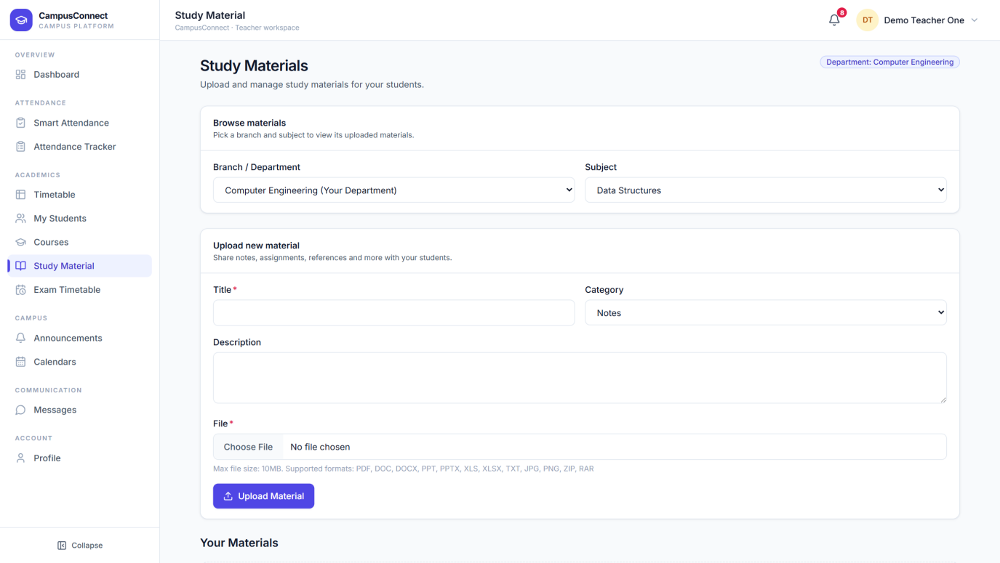 CampusConnect
CAMPUS PLATFORM
OVERVIEW
Dashboard
ATTENDANCE
Smart Attendance
Attendance Tracker
ACADEMICS
Timetable
My Students
Courses
Study Material
Exam Timetable
CAMPUS
Announcements
Calendars
COMMUNICATION
Messages
ACCOUNT
Profile
Collapse
Study Material
CampusConnect · Teacher workspace
8
DT
Demo Teacher One
Study Materials
Upload and manage study materials for your students.
Department: Computer Engineering
Browse materials
Pick a branch and subject to view its uploaded materials.
Branch / Department
Computer Engineering (Your Department)
Subject
Data Structures
Upload new material
Share notes, assignments, references and more with your students.
Title *
Category
Notes
Description
File *
Choose File No file chosen
Max file size: 10MB. Supported formats: PDF, DOC, DOCX, PPT, PPTX, XLS, XLSX, TXT, JPG, PNG, ZIP, RAR
Upload Material
Your Materials